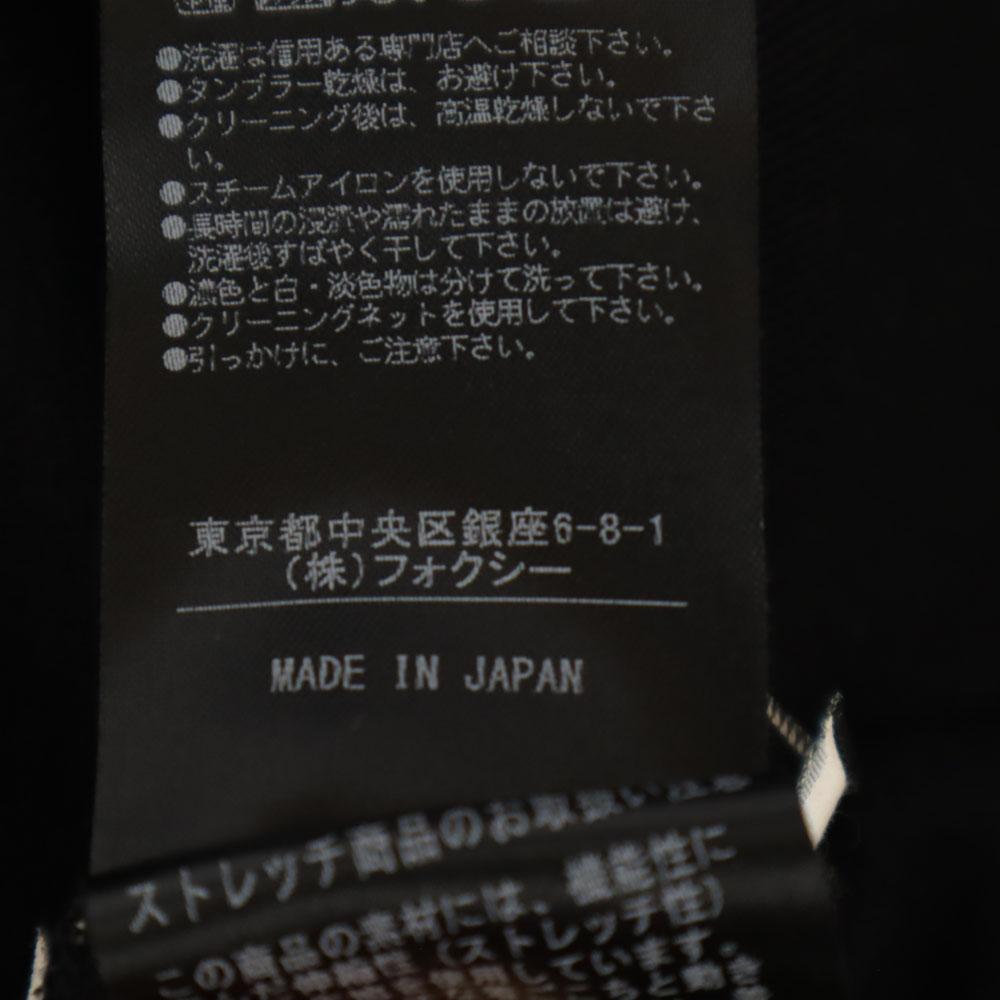 ●洗濯は信用ある専門店へご相談下さい。
●タンブラー乾燥は、お避け下さい。
●クリーニング後は、高温乾燥しないで下さ
い。
●スチームアイロンを使用しないで下さい。
●長時間の浸漬や濡れたままの放置は避け、
洗濯後すばやく干して下さい。
●濃色と白・淡色物は分けて洗って下さい。
●クリーニングネットを使用して下さい。
●引っかけに、ご注意下さい。
東京都中央区銀座6-8-1
(株)フォクシー
MADE IN JAPAN
ストレッチ商品のお取扱い注意
この商品の素材には、機能性に
(ストレッチ性)